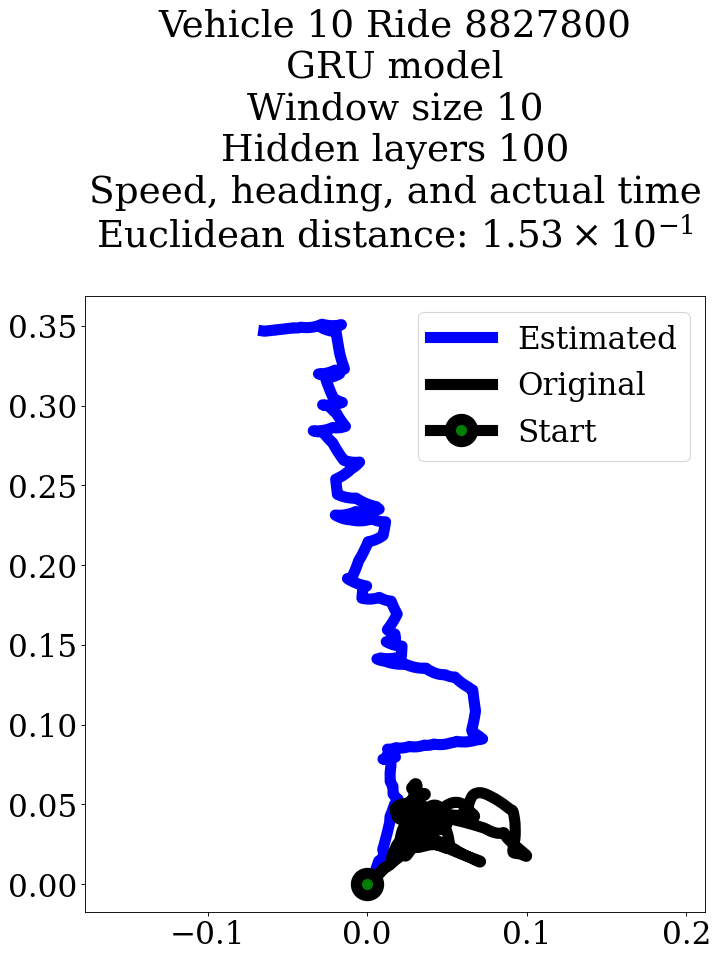 Vehicle 10 Ride 8827800
GRU model
Window size 10
Hidden layers 100
Speed, heading, and actual time
Euclidean distance: 1.53 × 10⁻¹
Estimated
Original
Start
0.35
0.30
0.25
0.20
0.15
0.10
0.05
0.00
−0.1 0.0 0.1 0.2